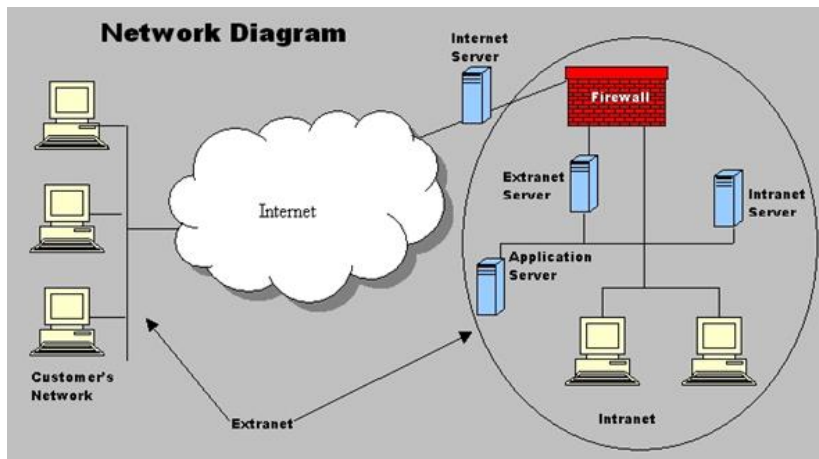 Network Diagram
Internet
Server
Firewall
Extranet
Server
Intranet
Server
Internet
Application
Server
Customer's
Network
Extranet
Intranet